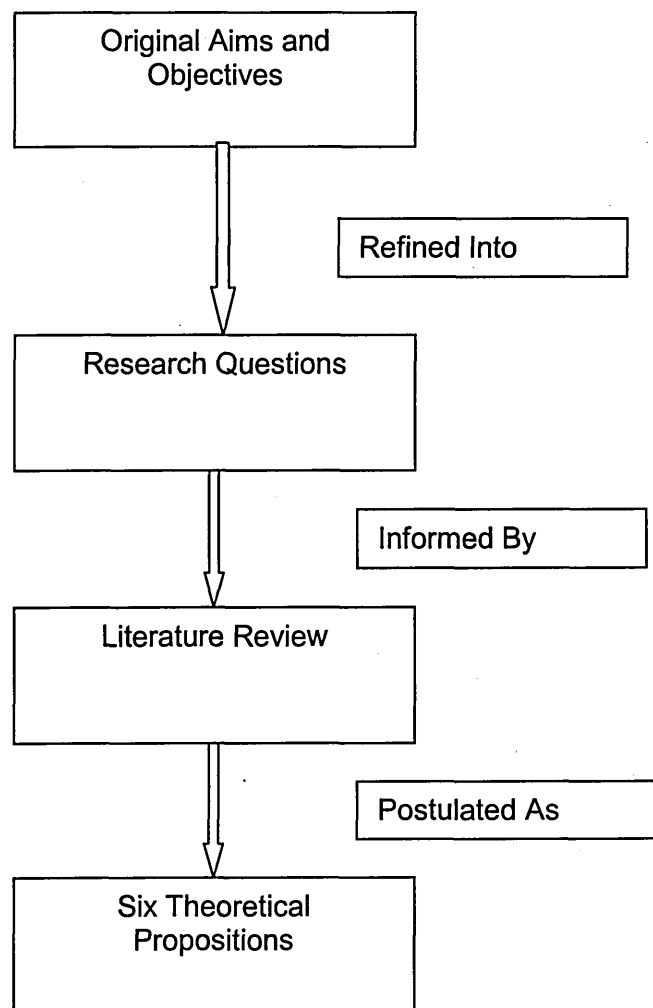 Original Aims and
Objectives
Refined Into
Research Questions
Informed By
Literature Review
Postulated As
Six Theoretical
Propositions